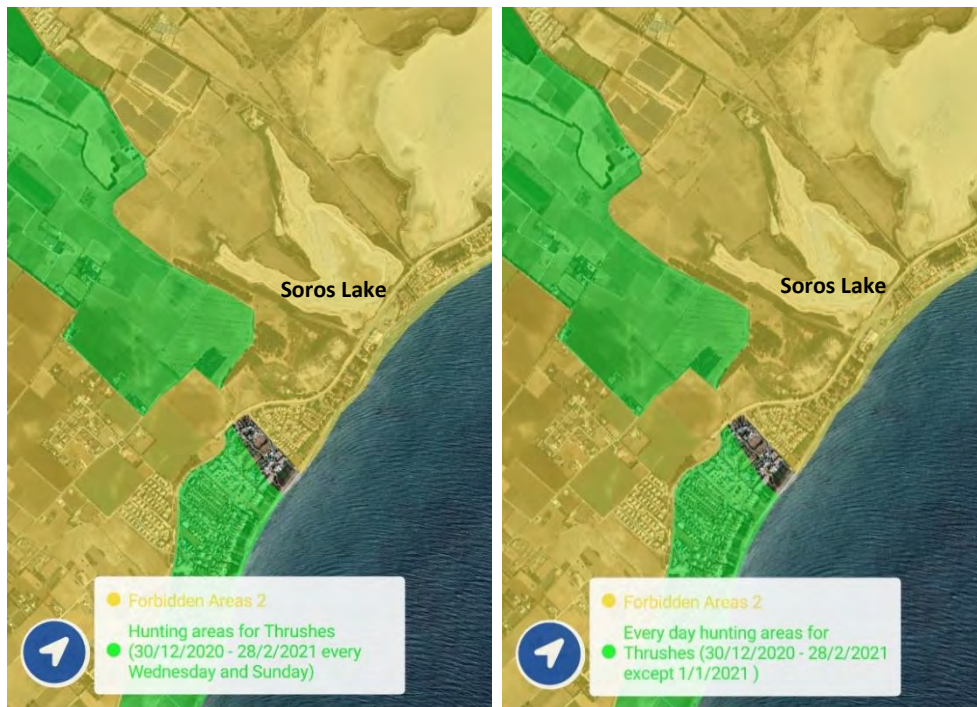 Soros Lake
Forbidden Areas 2
Hunting areas for Thrushes
(30/12/2020 - 28/2/2021 every
Wednesday and Sunday)
Soros Lake
Forbidden Areas 2
Every day hunting areas for
Thrushes (30/12/2020 - 28/2/2021
except 1/1/2021 )